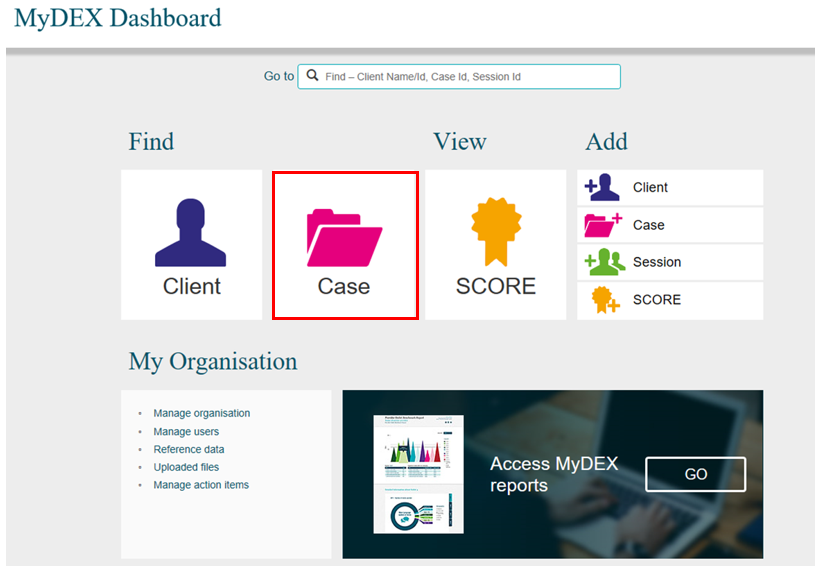 MyDEX Dashboard
Go to
Find – Client Name/Id, Case Id, Session Id
Find
View
Add
Client
Case
SCORE
Client
Case
Session
SCORE
My Organisation
Manage organisation
Manage users
Reference data
Uploaded files
Manage action items
Access MyDEX
reports
GO